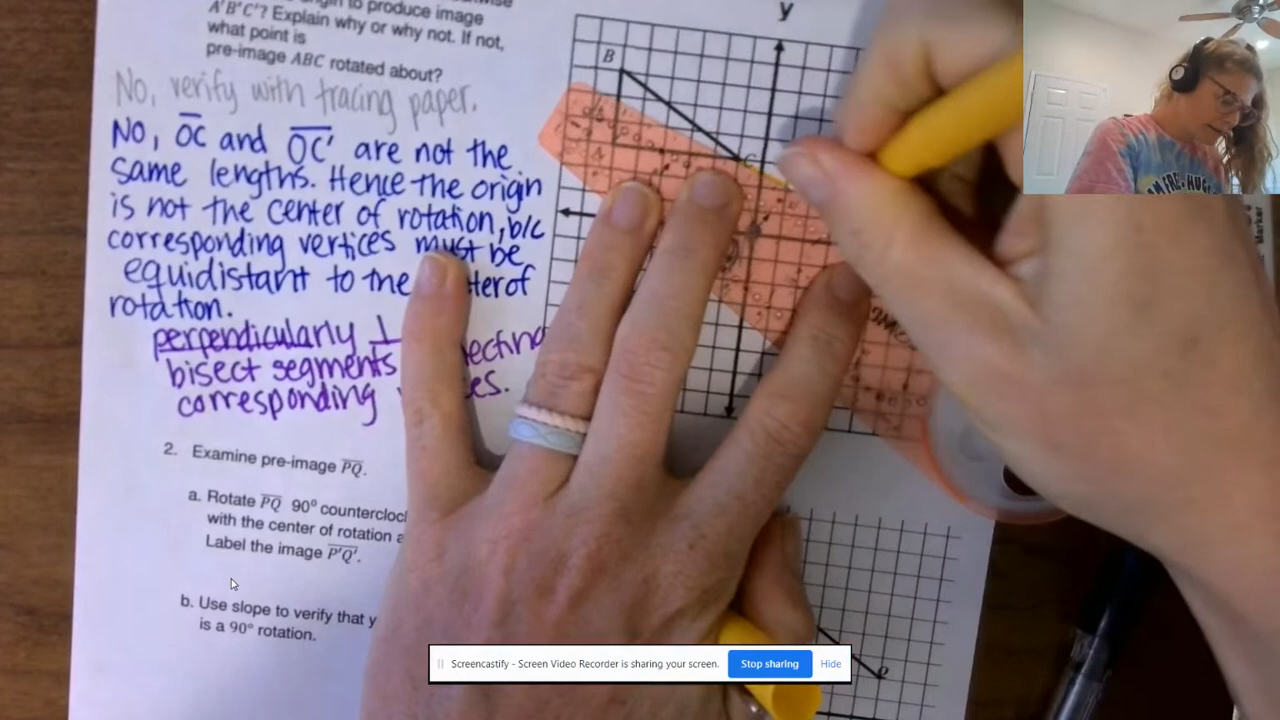 origin to produce image
A'B'C'? Explain why or why not. If not,
what point is
pre-image ABC rotated about?
No, verify with tracing paper.
No, OC and OC' are not the
same lengths. Hence the origin
is not the center of rotation, b/c
corresponding vertices must be
equidistant to the
rotation.
perpendicularly ⊥
bisect segments
corresponding
2. Examine pre-image PQ.
a. Rotate PQ 90°
with the center of rotation
Label the image P'Q'.
b. Use slope to verify that
is a 90° rotation.
y
B
C
Screencastify - Screen Video Recorder is sharing your screen.
Stop sharing
Hide